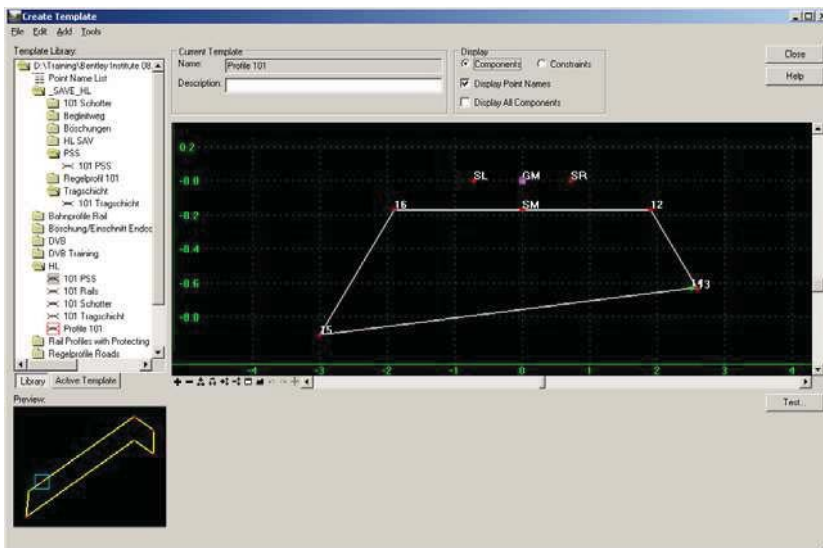 Create Template
File Edit Add Tools
Template Library:
D:\Training\Bentley Institute 08.
Point Name List
_SAVE_HL
101 Schotter
Begleitweg
Böschungen
HL SAV
PSS
101 PSS
Regelprofil 101
Tragschicht
101 Tragschicht
Bahnprofile Rail
Böschung/Einschnitt Endoc
DVB
DVB Training
HL
101 PSS
101 Rails
101 Schotter
101 Tragschicht
Profile 101
Rail Profiles with Protecting
Regelprofile Roads
Library Active Template
Preview:
Current Template
Name: Profile 101
Description:
Display
Components Constraints
Display Point Names
Display All Components
Close
Help
0.2
-0.0
-0.2
-0.4
-0.6
-0.8
SL GM SR
16 SM 12
13
15
-4 -3 -2 -1 0 1 2 3 4
Test...